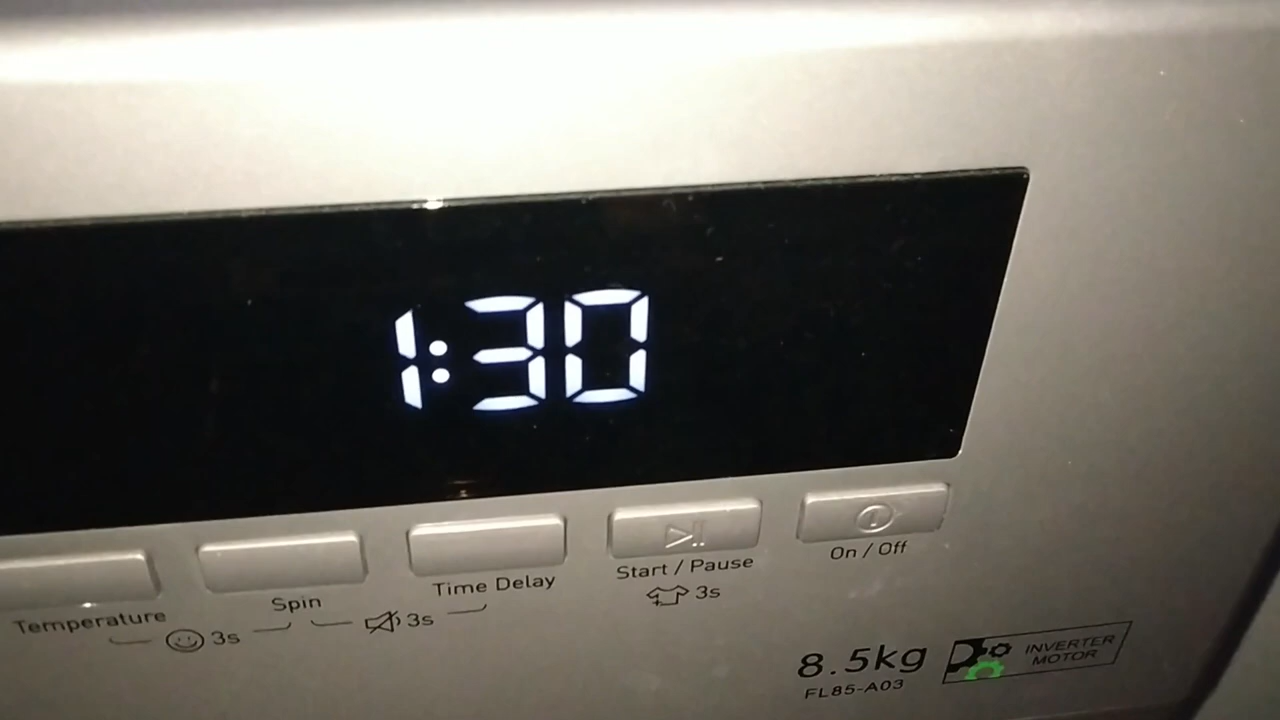 1:30
Temperature
Spin
Time Delay
Start / Pause
On / Off
3s
3s
3s
8.5kg
FL85-A03
INVERTER
MOTOR